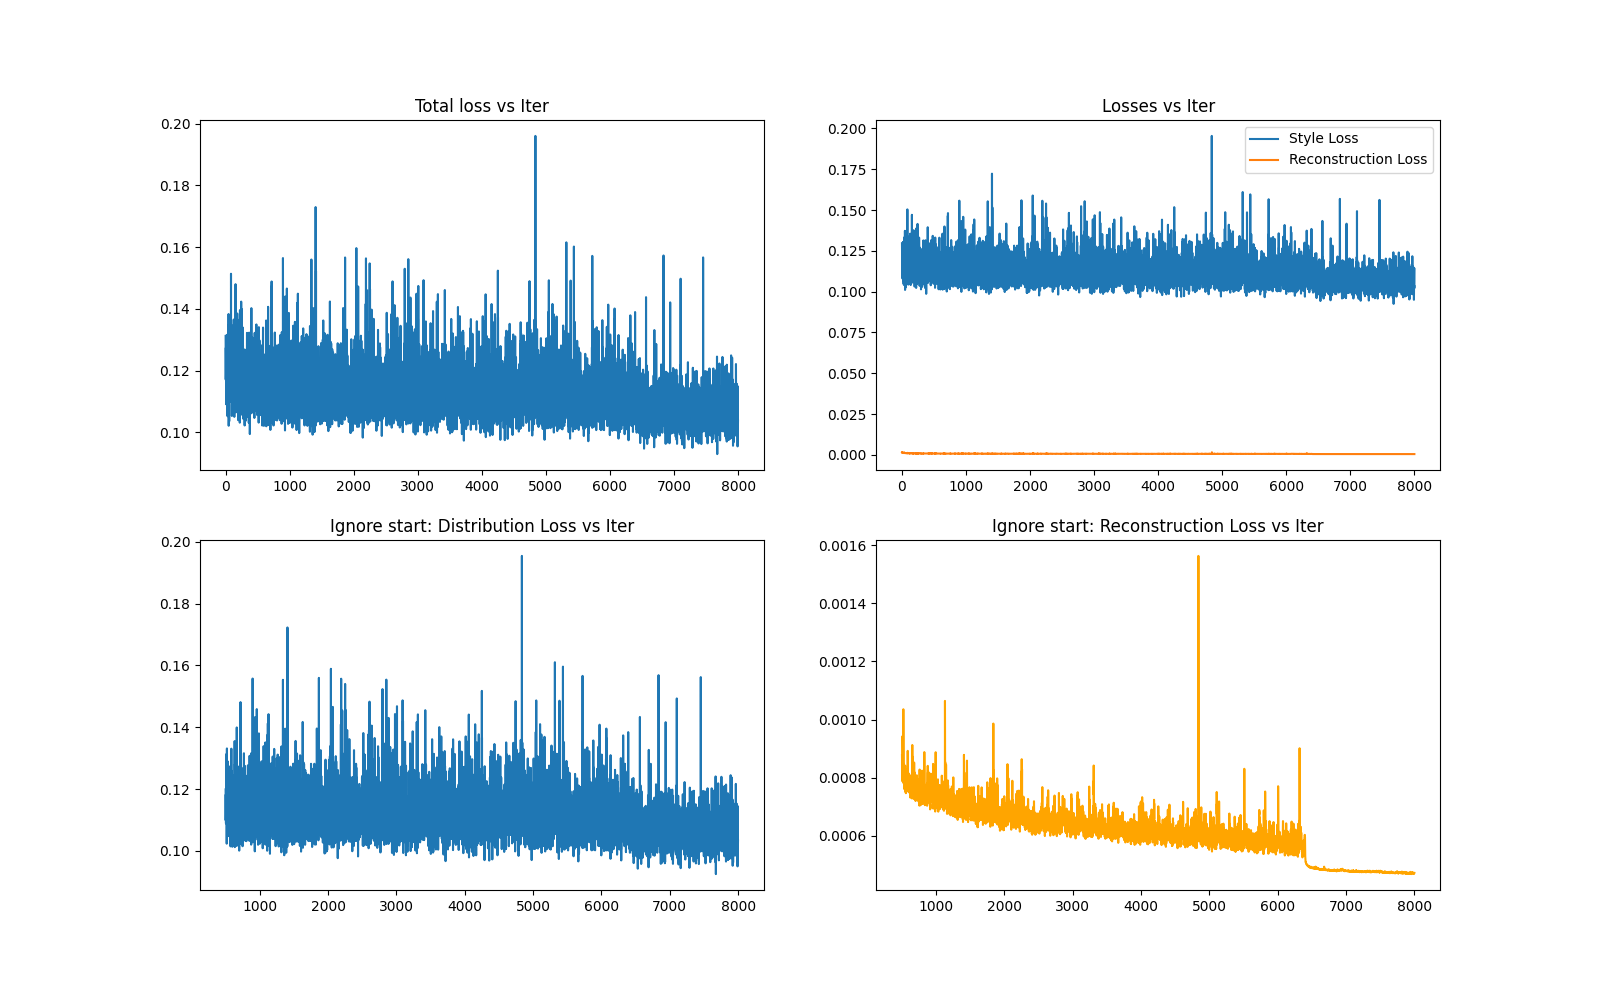 Total loss vs Iter
0.20
0.18
0.16
0.14
0.12
0.10
0 1000 2000 3000 4000 5000 6000 7000 8000
Losses vs Iter
Style Loss
Reconstruction Loss
0.200
0.175
0.150
0.125
0.100
0.075
0.050
0.025
0.000
0 1000 2000 3000 4000 5000 6000 7000 8000
Ignore start: Distribution Loss vs Iter
0.20
0.18
0.16
0.14
0.12
0.10
1000 2000 3000 4000 5000 6000 7000 8000
Ignore start: Reconstruction Loss vs Iter
0.0016
0.0014
0.0012
0.0010
0.0008
0.0006
1000 2000 3000 4000 5000 6000 7000 8000